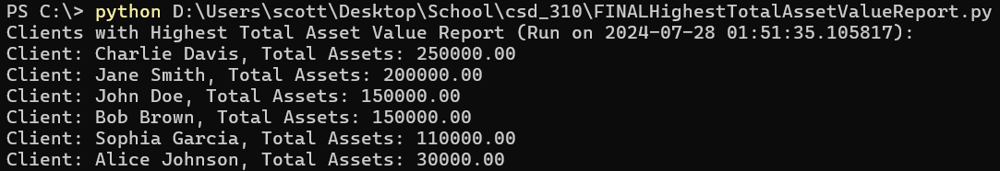 PS C:\> python D:\Users\scott\Desktop\School\csd_310\FINALHighestTotalAssetValueReport.py
Clients with Highest Total Asset Value Report (Run on 2024-07-28 01:51:35.105817):
Client: Charlie Davis, Total Assets: 250000.00
Client: Jane Smith, Total Assets: 200000.00
Client: John Doe, Total Assets: 150000.00
Client: Bob Brown, Total Assets: 150000.00
Client: Sophia Garcia, Total Assets: 110000.00
Client: Alice Johnson, Total Assets: 30000.00